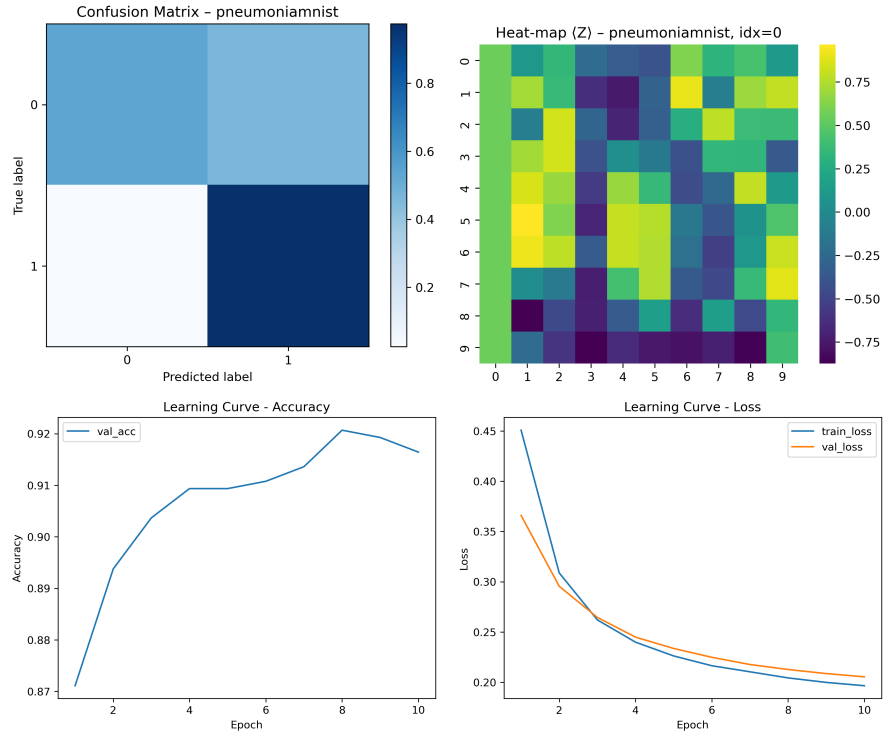 Confusion Matrix – pneumoniamnist
True label
0
1
0 1
Predicted label
0.8
0.6
0.4
0.2
Heat-map ⟨Z⟩ – pneumoniamnist, idx=0
0
1
2
3
4
5
6
7
8
9
0 1 2 3 4 5 6 7 8 9
0.75
0.50
0.25
0.00
−0.25
−0.50
−0.75
Learning Curve - Accuracy
val_acc
Accuracy
0.92
0.91
0.90
0.89
0.88
0.87
2 4 6 8 10
Epoch
Learning Curve - Loss
train_loss
val_loss
Loss
0.45
0.40
0.35
0.30
0.25
0.20
2 4 6 8 10
Epoch